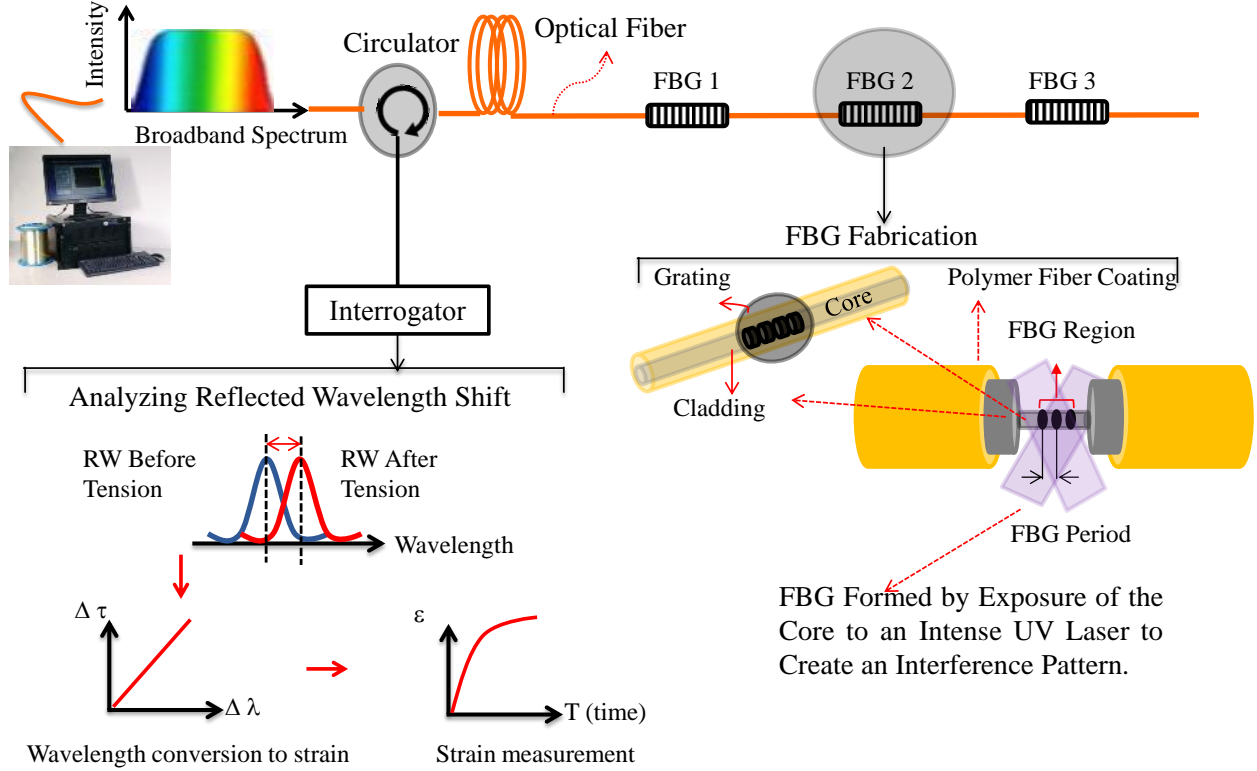 Intensity
Broadband Spectrum
Circulator
Optical Fiber
FBG 1
FBG 2
FBG 3
FBG Fabrication
Grating
Core
Cladding
Polymer Fiber Coating
FBG Region
FBG Period
FBG Formed by Exposure of the
Core to an Intense UV Laser to
Create an Interference Pattern.
Interrogator
Analyzing Reflected Wavelength Shift
RW Before
Tension
RW After
Tension
Wavelength
Δ τ
Δ λ
Wavelength conversion to strain
ε
T (time)
Strain measurement